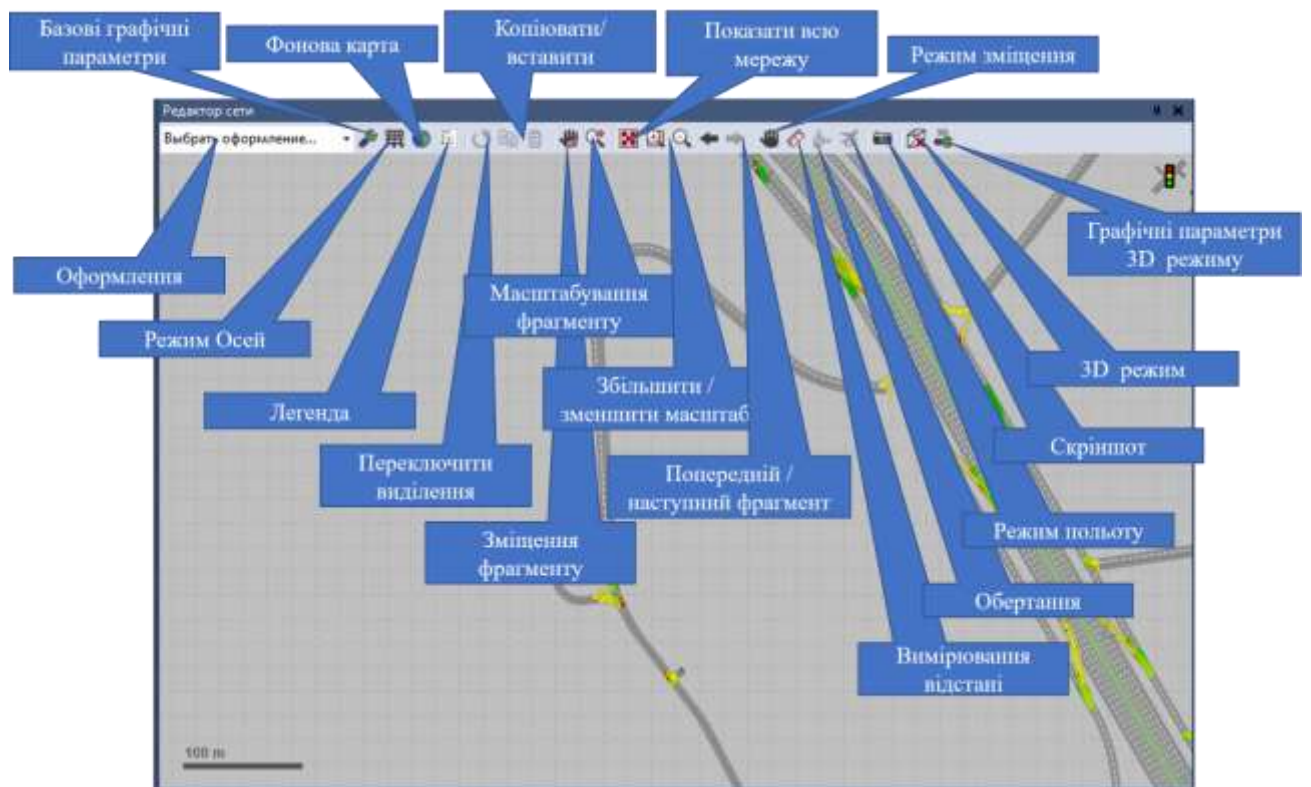 Базові графічні
параметри
Фонова карта
Копіювати/
вставити
Показати всю
мережу
Режим зміщення
Редактор сети
Выбрать оформление...
Оформлення
Режим Осей
Легенда
Переключити
виділення
Масштабування
фрагменту
Збільшити /
зменшити масштаб
Зміщення
фрагменту
Попередній /
наступний фрагмент
Графічні параметри
3D режиму
3D режим
Скріншот
Режим польоту
Обертання
Вимірювання
відстані
100 m